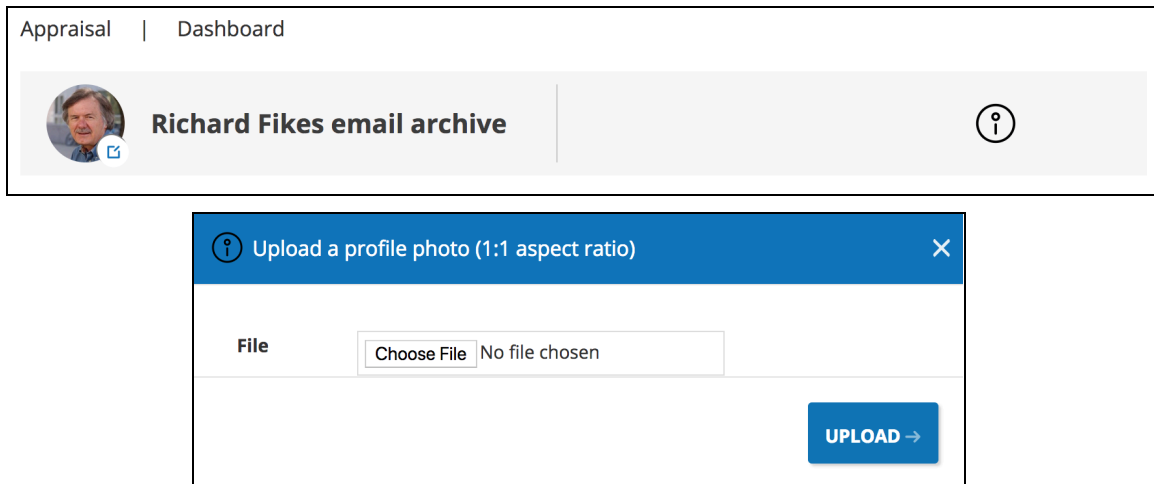 Appraisal | Dashboard
Richard Fikes email archive
Upload a profile photo (1:1 aspect ratio)
File Choose File No file chosen
UPLOAD →